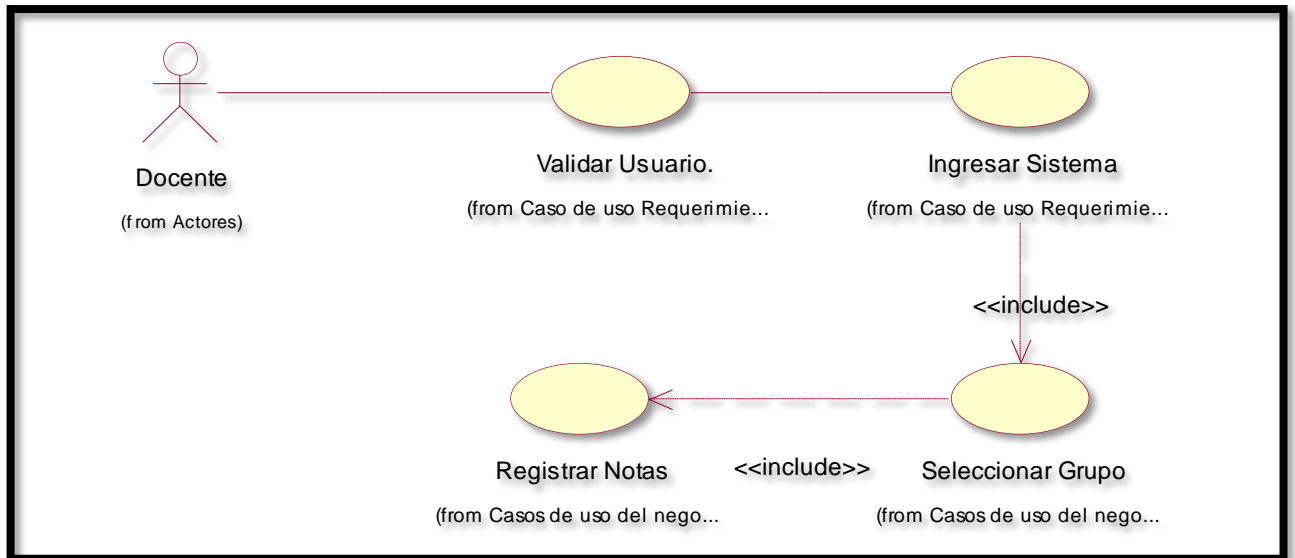 Docente
(from Actores)
Validar Usuario.
(from Caso de uso Requerimie...
Ingresar Sistema
(from Caso de uso Requerimie...
<<include>>
Registrar Notas
(from Casos de uso del nego...
<<include>>
Seleccionar Grupo
(from Casos de uso del nego...